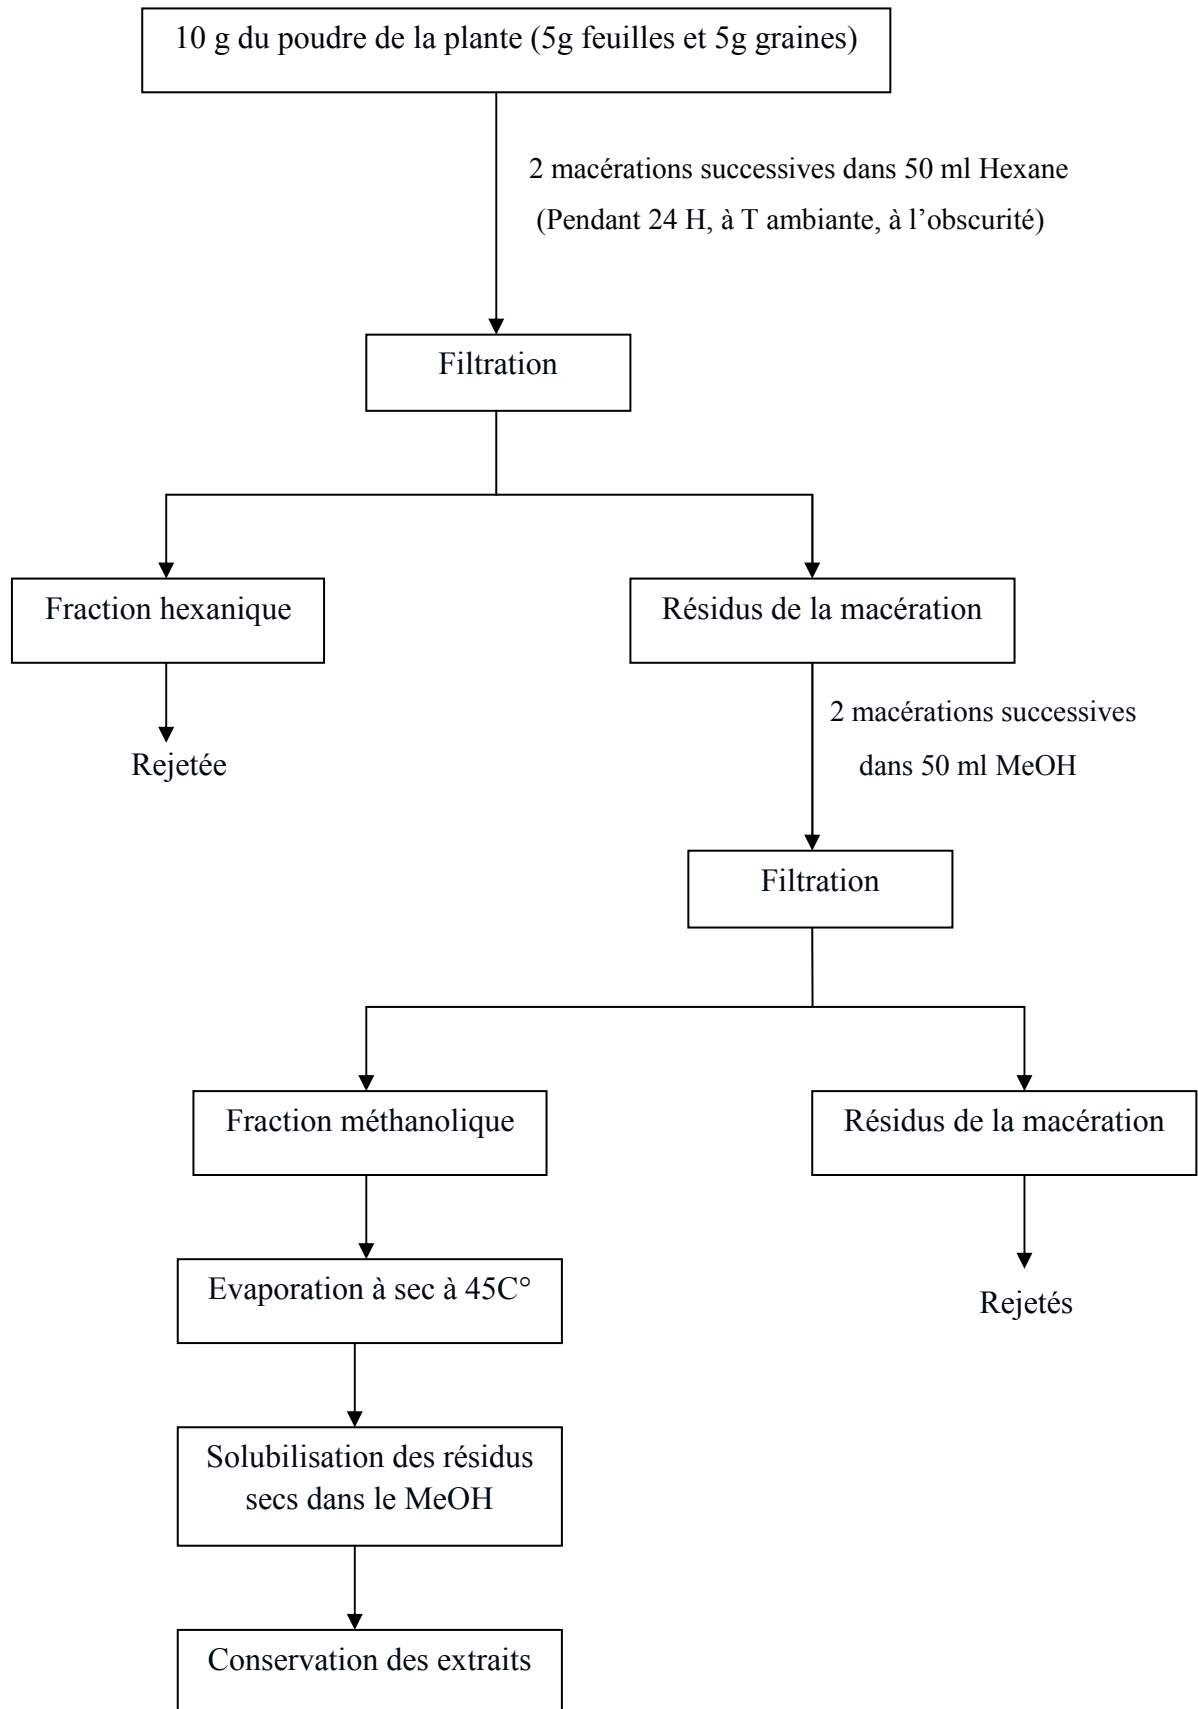 10 g du poudre de la plante (5g feuilles et 5g graines)
2 macérations successives dans 50 ml Hexane
(Pendant 24 H, à T ambiante, à l’obscurité)
Filtration
Fraction hexanique
Résidus de la macération
Rejetée
2 macérations successives
dans 50 ml MeOH
Filtration
Fraction méthanolique
Résidus de la macération
Evaporation à sec à 45C°
Rejetés
Solubilisation des résidus
secs dans le MeOH
Conservation des extraits